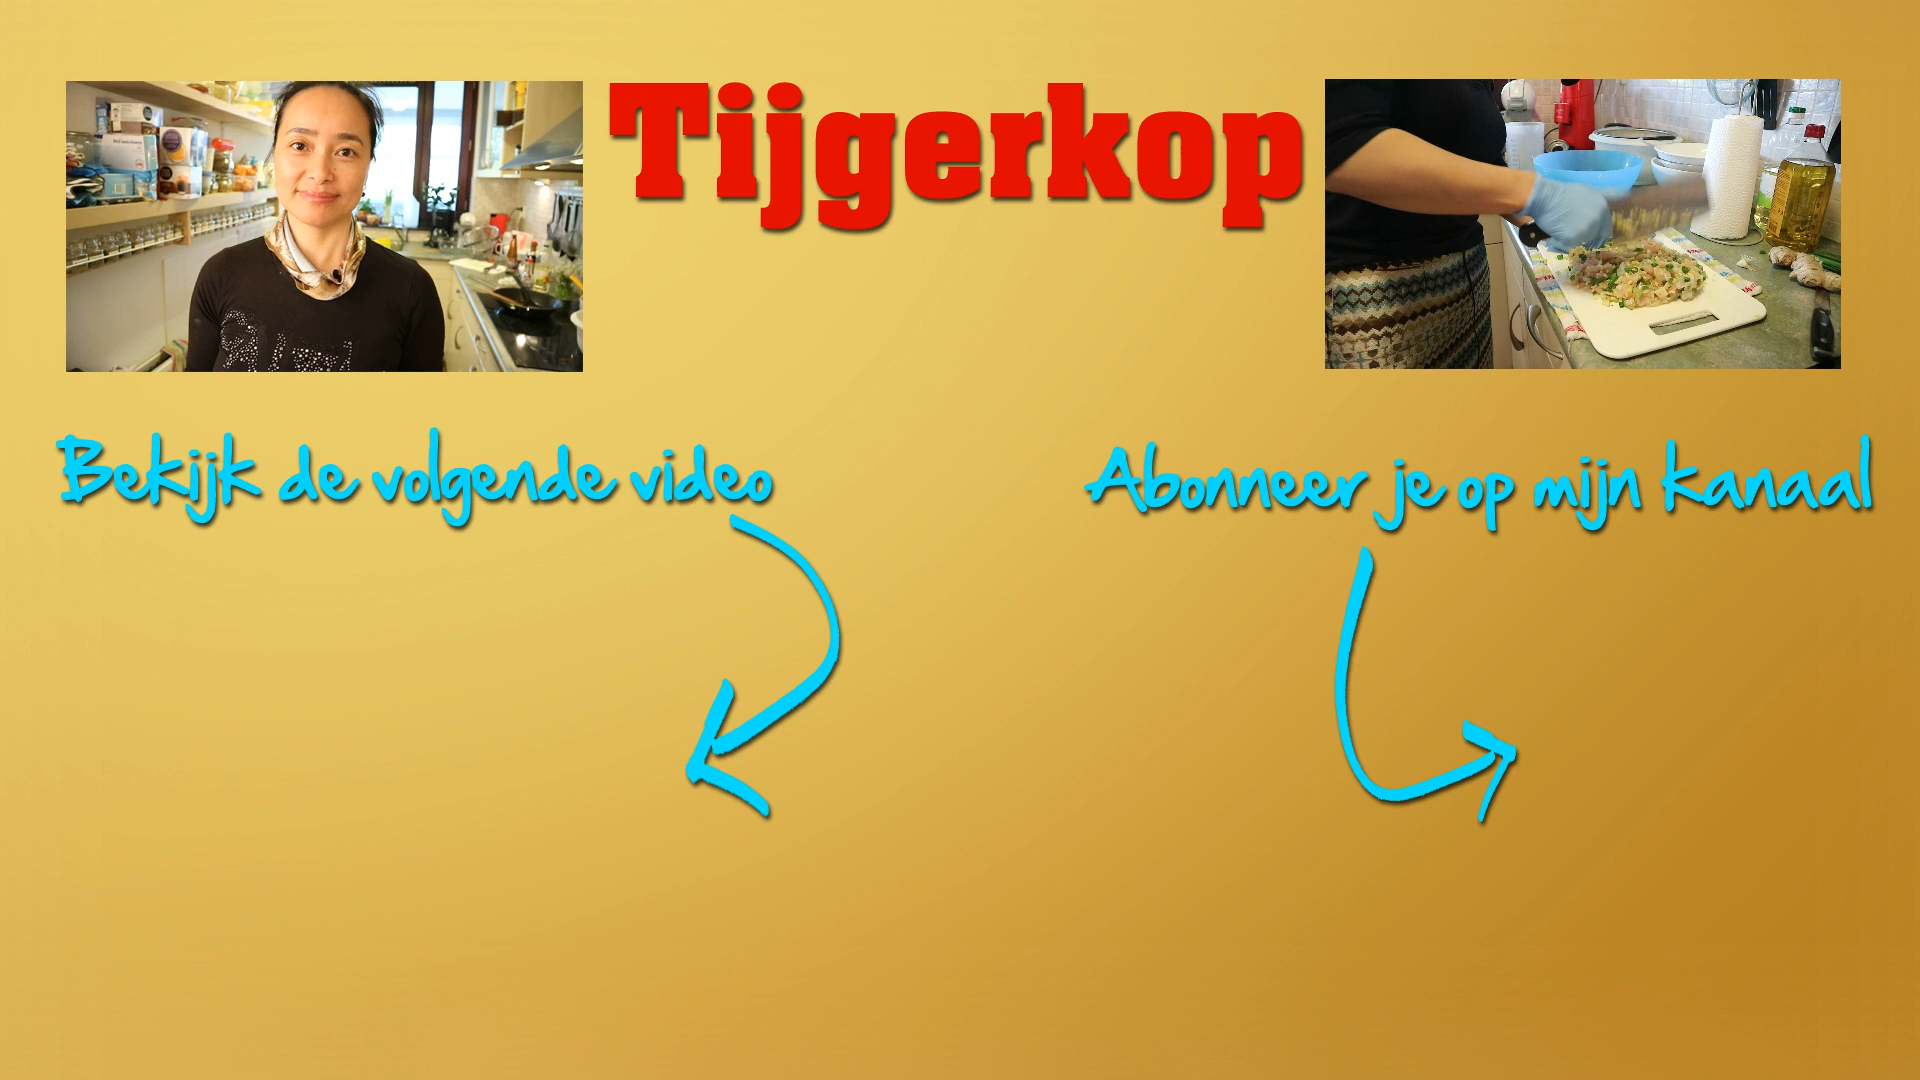 Tijgerkop
Bekijk de volgende video
Abonneer je op mijn kanaal